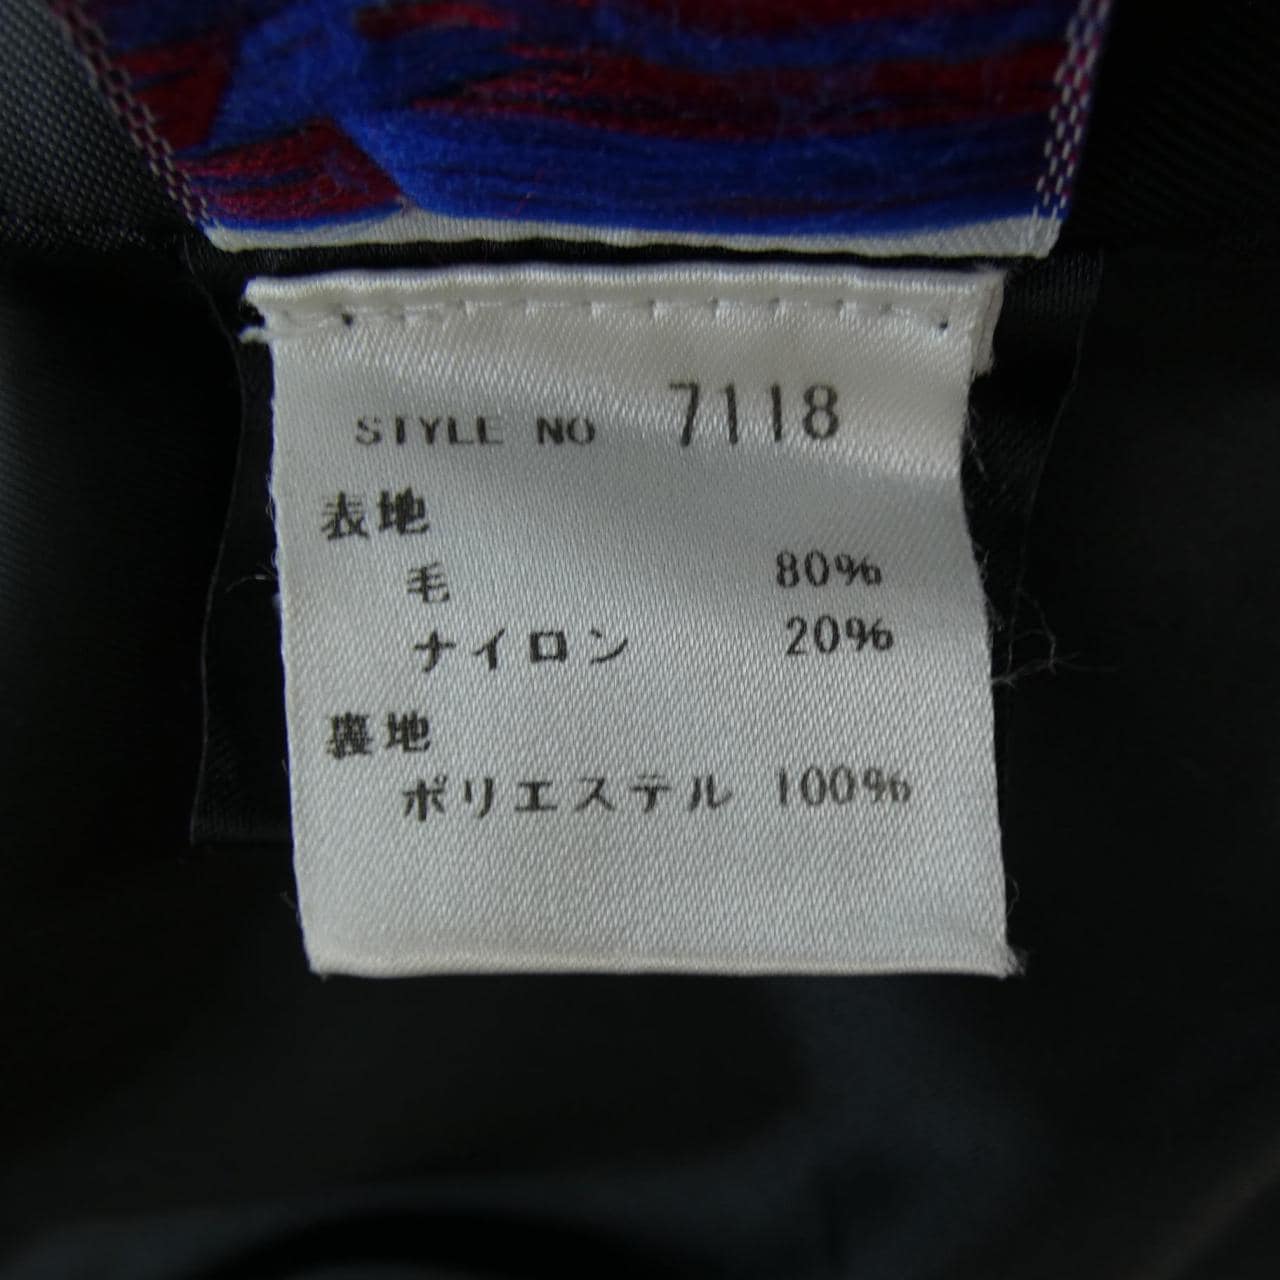 STYLE NO 7118
表地
毛 80%
ナイロン 20%
裏地
ポリエステル 100%